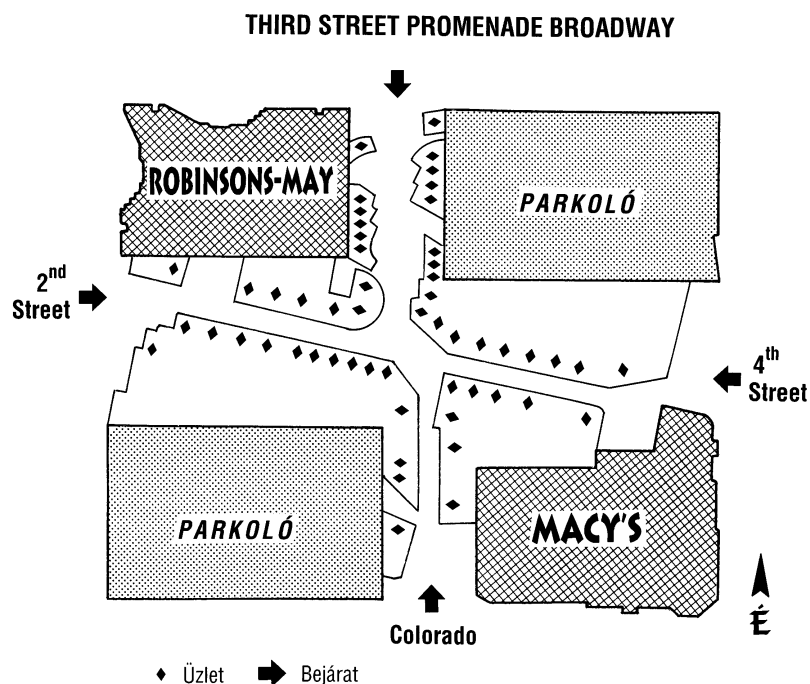 THIRD STREET PROMENADE BROADWAY
ROBINSONS-MAY
PARKOLÓ
2nd
Street
4th
Street
PARKOLÓ
MACY'S
É
Colorado
Üzlet
Bejárat